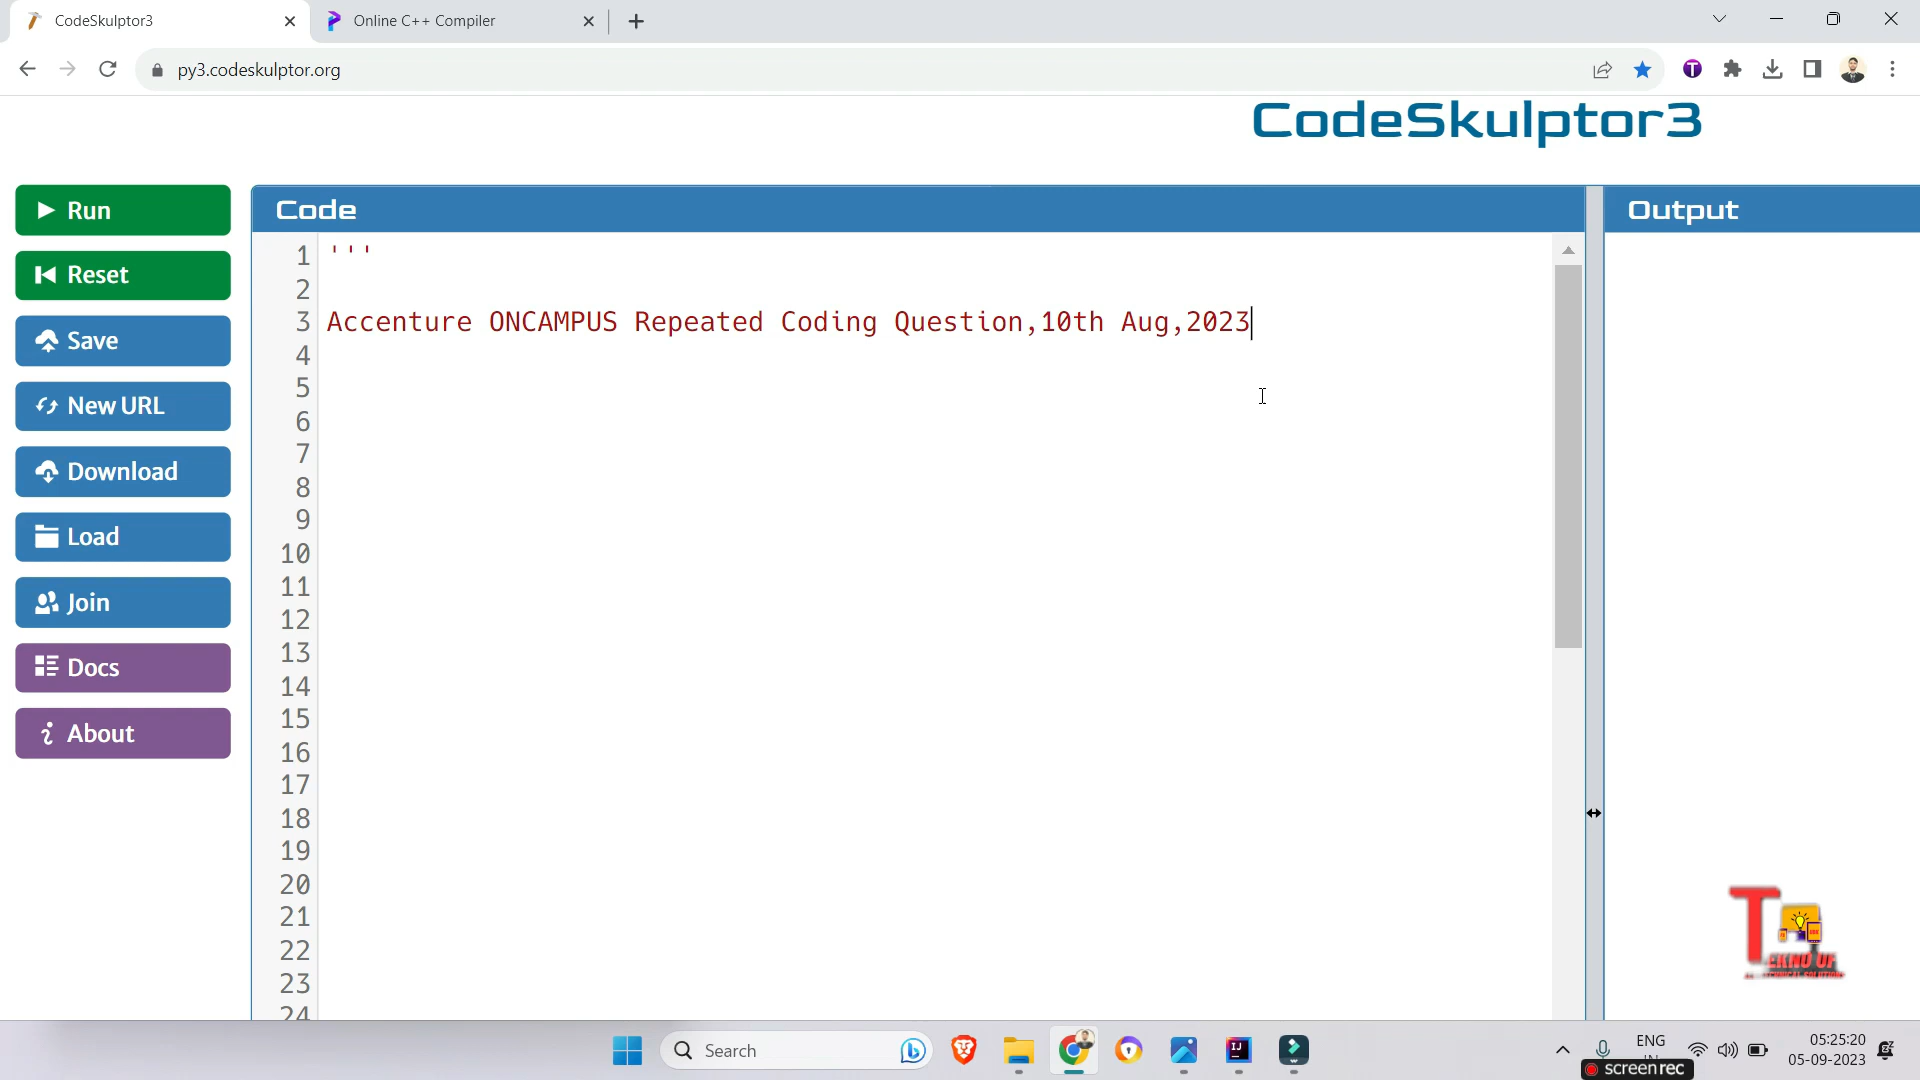 CodeSkulptor3
Online C++ Compiler
py3.codeskulptor.org
CodeSkulptor3
Run
Reset
Save
New URL
Download
Load
Join
Docs
About
Code
Output
1 '''
2
3 Accenture ONCAMPUS Repeated Coding Question,10th Aug,2023
4
5
6
7
8
9
10
11
12
13
14
15
16
17
18
19
20
21
22
23
24
Search
ENG
05:25:20
05-09-2023
screenrec